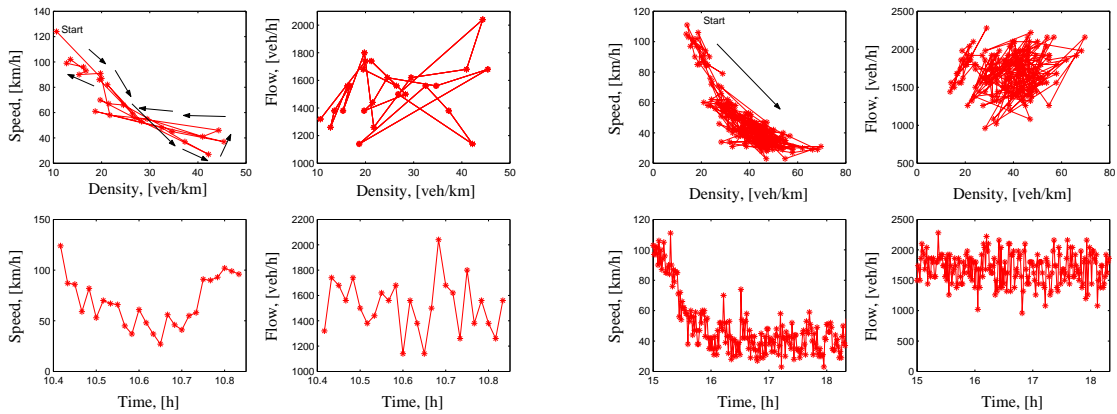 Speed, [km/h]
140
120
100
80
60
40
20
Start
10 20 30 40 50
Density, [veh/km]
Flow, [veh/h]
2200
2000
1800
1600
1400
1200
1000
10 20 30 40 50
Density, [veh/km]
Speed, [km/h]
120
100
80
60
40
20
Start
0 20 40 60 80
Density, [veh/km]
Flow, [veh/h]
2500
2000
1500
1000
500
0 20 40 60 80
Density, [veh/km]
Speed, [km/h]
150
100
50
0
10.4 10.5 10.6 10.7 10.8
Time, [h]
Flow, [veh/h]
2200
2000
1800
1600
1400
1200
1000
10.4 10.5 10.6 10.7 10.8
Time, [h]
Speed, [km/h]
120
100
80
60
40
20
0
15 16 17 18
Time, [h]
Flow, [veh/h]
2500
2000
1500
1000
500
0
15 16 17 18
Time, [h]